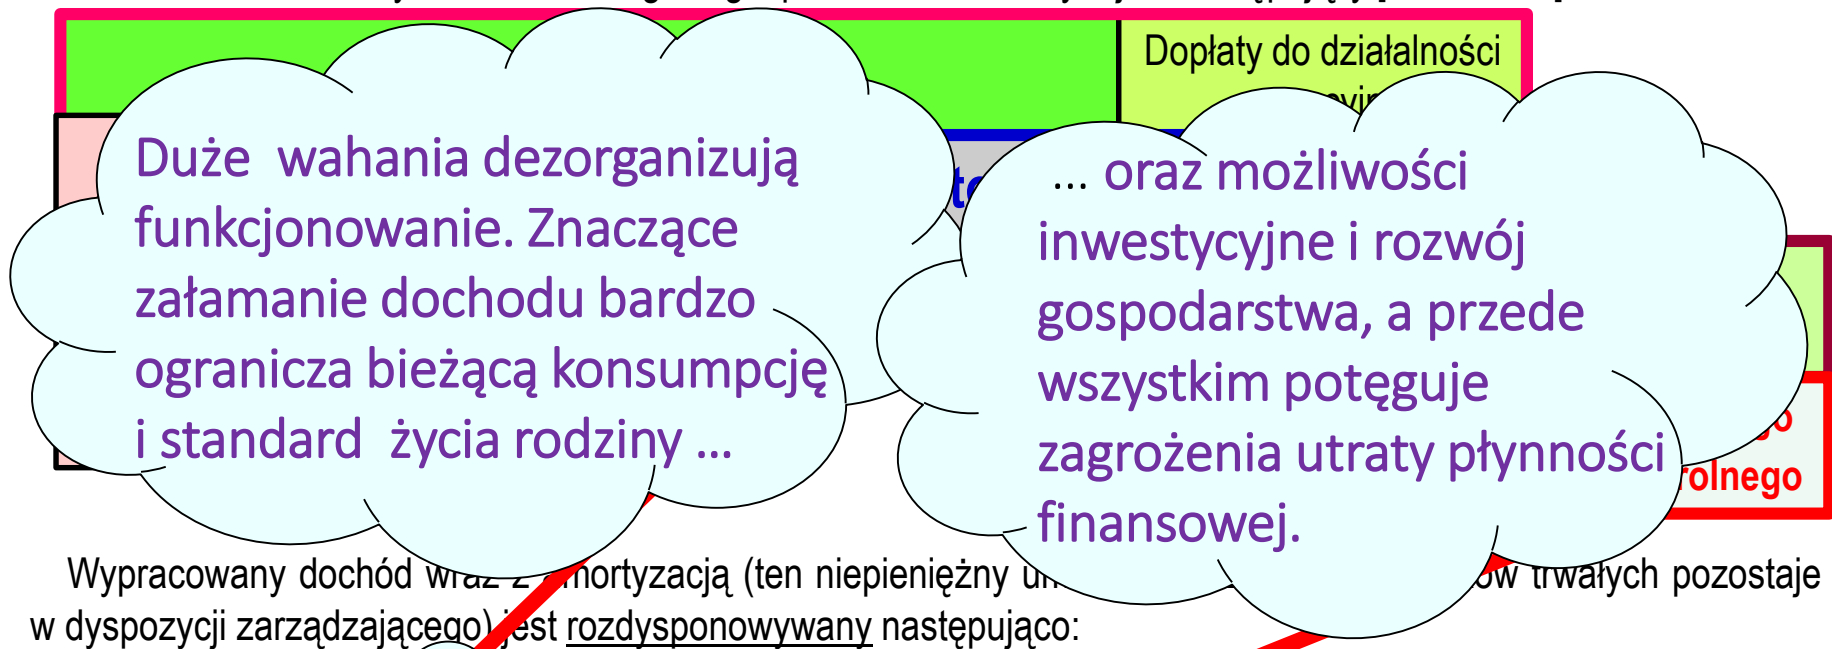 Dopłaty do działalności
Duże wahania dezorganizują
funkcjonowanie. Znaczące
załamanie dochodu bardzo
ogranicza bieżącą konsumpcję
i standard życia rodziny ...
... oraz możliwości
inwestycyjne i rozwój
gospodarstwa, a przede
wszystkim potęguje
zagrożenia utraty płynności
finansowej.
rolnego
Wypracowany dochód wraz z amortyzacją (ten niepieniężny trwałych pozostaje
w dyspozycji zarządzającego) jest rozdysponowywany następująco: